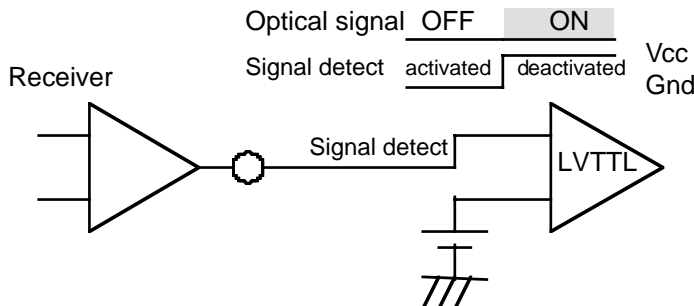 Optical signal OFF ON
Signal detect activated deactivated Vcc
Gnd
Receiver
Signal detect
LVTTL